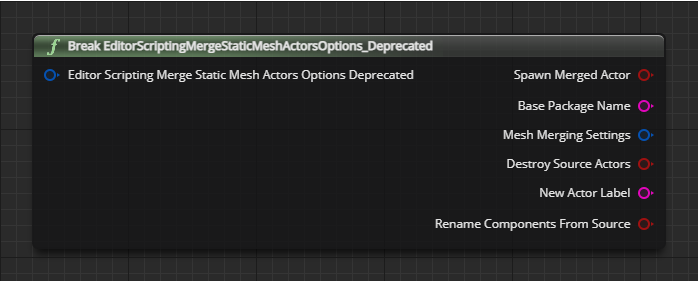 Break EditorScriptingMergeStaticMeshActorsOptions_Deprecated
Editor Scripting Merge Static Mesh Actors Options Deprecated
Spawn Merged Actor
Base Package Name
Mesh Merging Settings
Destroy Source Actors
New Actor Label
Rename Components From Source